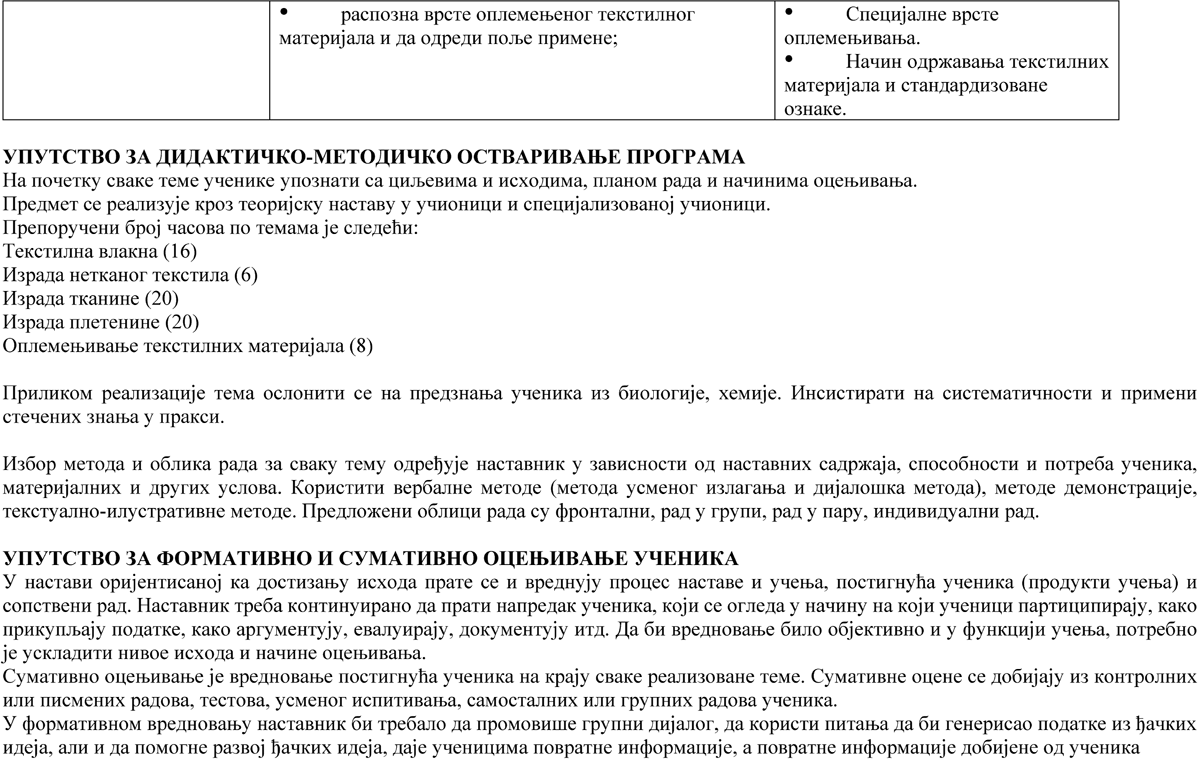 • распозна врсте оплемењеног текстилног
материјала и да одреди поље примене;
• Специјалне врсте
оплемењивања.
• Начин одржавања текстилних
материјала и стандардизоване
ознаке.
УПУТСТВО ЗА ДИДАКТИЧКО-МЕТОДИЧКО ОСТВАРИВАЊЕ ПРОГРАМА
На почетку сваке теме ученике упознати са циљевима и исходима, планом рада и начинима оцењивања.
Предмет се реализује кроз теоријску наставу у учионици и специјализованој учионици.
Препоручени број часова по темама је следећи:
Текстилна влакна (16)
Израда нетканог текстила (6)
Израда тканине (20)
Израда плетенине (20)
Оплемењивање текстилних материјала (8)
Приликом реализације тема ослонити се на предзнања ученика из биологије, хемије. Инсистирати на систематичности и примени
стечених знања у пракси.
Избор метода и облика рада за сваку тему одређује наставник у зависности од наставних садржаја, способности и потреба ученика,
материјалних и других услова. Користити вербалне методе (метода усменог излагања и дијалошка метода), методе демонстрације,
текстуално-илустративне методе. Предложени облици рада су фронтални, рад у групи, рад у пару, индивидуални рад.
УПУТСТВО ЗА ФОРМАТИВНО И СУМАТИВНО ОЦЕЊИВАЊЕ УЧЕНИКА
У настави оријентисаној ка достизању исхода прате се и вреднују процес наставе и учења, постигнућа ученика (продукти учења) и
сопствени рад. Наставник треба континуирано да прати напредак ученика, који се огледа у начину на који ученици партиципирају, како
прикупљају податке, како аргументују, евалуирају, документују итд. Да би вредновање било објективно и у функцији учења, потребно
је ускладити нивое исхода и начине оцењивања.
Сумативно оцењивање је вредновање постигнућа ученика на крају сваке реализоване теме. Сумативне оцене се добијају из контролних
или писмених радова, тестова, усменог испитивања, самосталних или групних радова ученика.
У формативном вредновању наставник би требало да промовише групни дијалог, да користи питања да би генерисао податке из ђачких
идеја, али и да помогне развој ђачких идеја, даје ученицима повратне информације, а повратне информације добијене од ученика